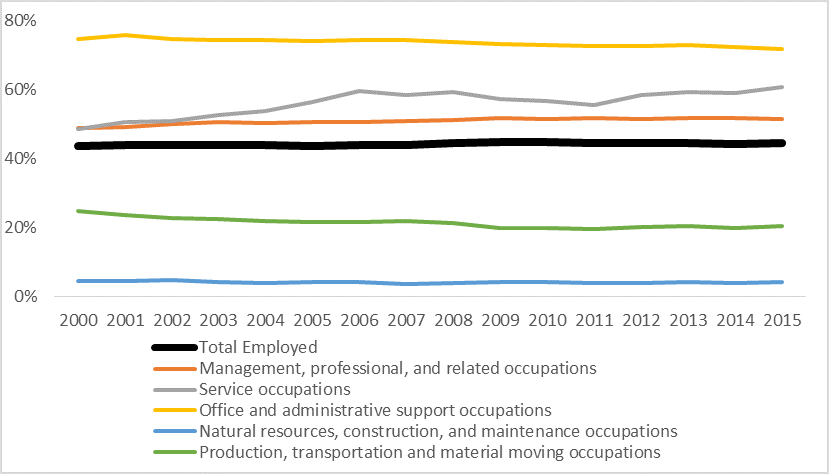 80%
60%
40%
20%
0%
2000 2001 2002 2003 2004 2005 2006 2007 2008 2009 2010 2011 2012 2013 2014 2015
Total Employed
Management, professional, and related occupations
Service occupations
Office and administrative support occupations
Natural resources, construction, and maintenance occupations
Production, transportation and material moving occupations